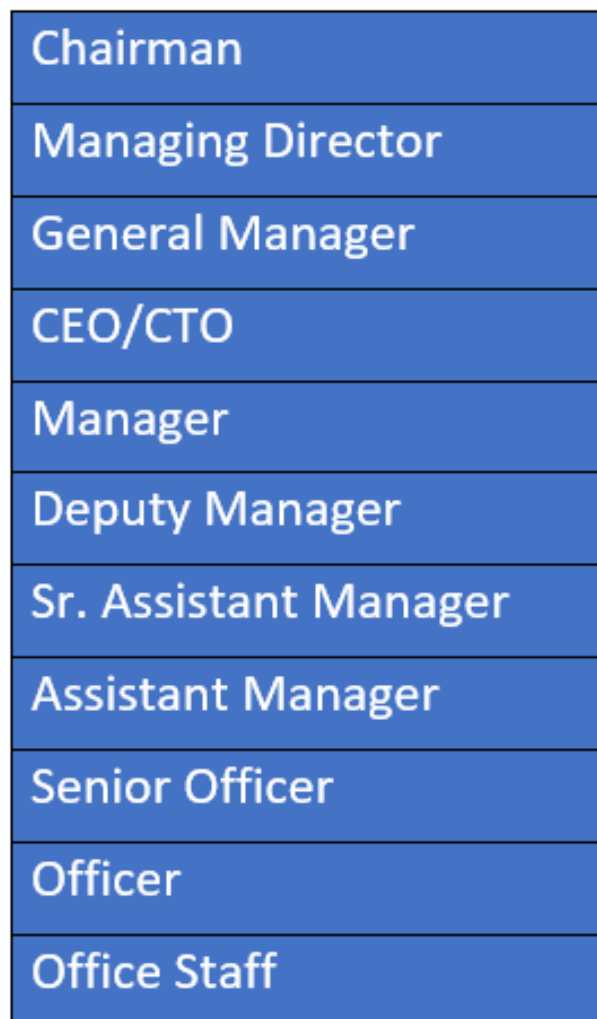 Chairman
Managing Director
General Manager
CEO/CTO
Manager
Deputy Manager
Sr. Assistant Manager
Assistant Manager
Senior Officer
Officer
Office Staff